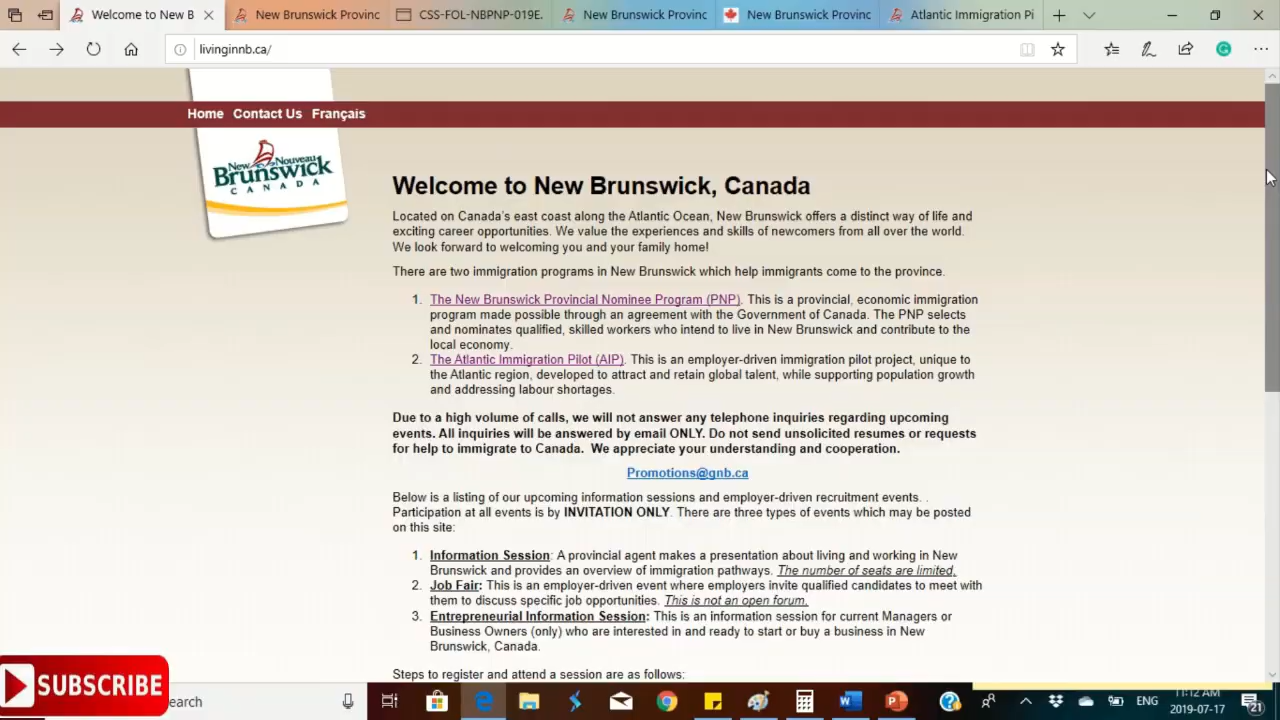 Welcome to New B
New Brunswick Provinc
CSS-FOL-NBPNP-019E.
New Brunswick Provinc
New Brunswick Provinc
Atlantic Immigration Pi
livinginnb.ca/
Home Contact Us Français
New Nouveau
Brunswick
CANADA
Welcome to New Brunswick, Canada
Located on Canada's east coast along the Atlantic Ocean, New Brunswick offers a distinct way of life and
exciting career opportunities. We value the experiences and skills of newcomers from all over the world.
We look forward to welcoming you and your family home!
There are two immigration programs in New Brunswick which help immigrants come to the province.
1. The New Brunswick Provincial Nominee Program (PNP). This is a provincial, economic immigration
program made possible through an agreement with the Government of Canada. The PNP selects
and nominates qualified, skilled workers who intend to live in New Brunswick and contribute to the
local economy.
2. The Atlantic Immigration Pilot (AIP). This is an employer-driven immigration pilot project, unique to
the Atlantic region, developed to attract and retain global talent, while supporting population growth
and addressing labour shortages.
Due to a high volume of calls, we will not answer any telephone inquiries regarding upcoming
events. All inquiries will be answered by email ONLY. Do not send unsolicited resumes or requests
for help to immigrate to Canada. We appreciate your understanding and cooperation.
Promotions@gnb.ca
Below is a listing of our upcoming information sessions and employer-driven recruitment events. .
Participation at all events is by INVITATION ONLY. There are three types of events which may be posted
on this site:
1. Information Session: A provincial agent makes a presentation about living and working in New
Brunswick and provides an overview of immigration pathways. The number of seats are limited,
2. Job Fair: This is an employer-driven event where employers invite qualified candidates to meet with
them to discuss specific job opportunities. This is not an open forum.
3. Entrepreneurial Information Session: This is an information session for current Managers or
Business Owners (only) who are interested in and ready to start or buy a business in New
Brunswick, Canada.
Steps to register and attend a session are as follows:
SUBSCRIBE
earch
ENG
11:12 AM
2019-07-17
21